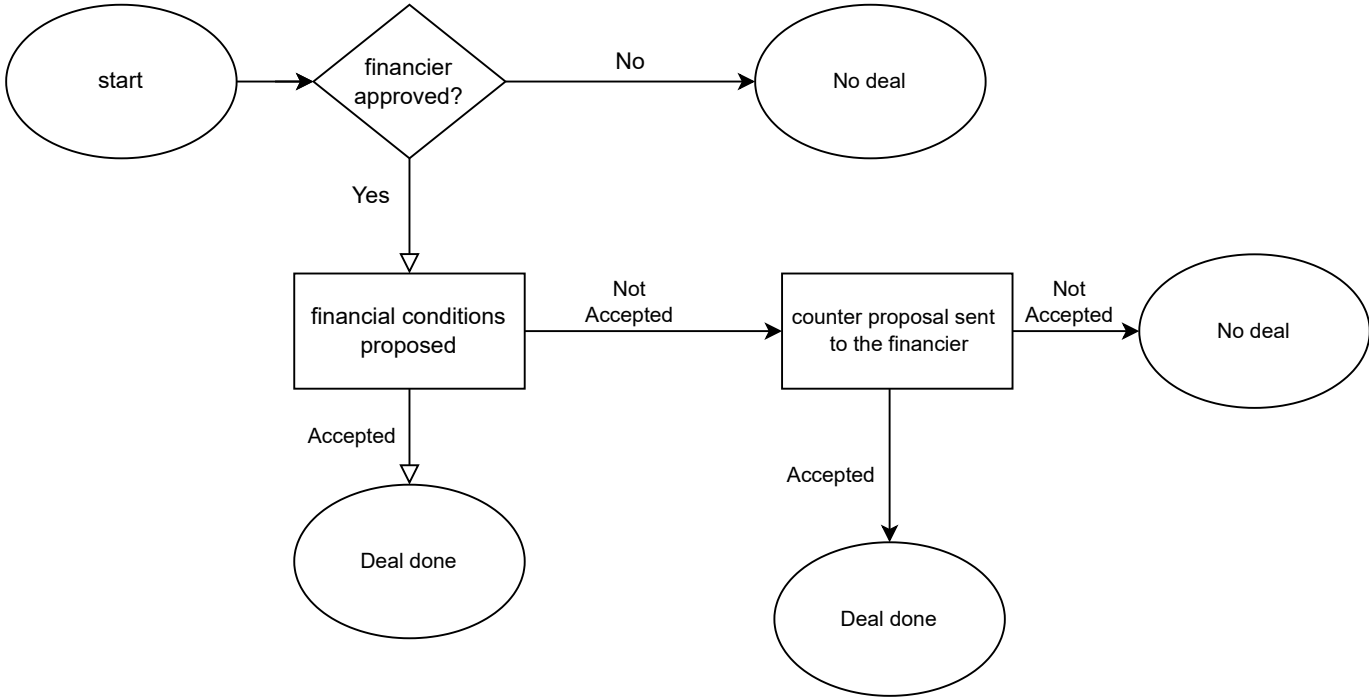 start
financier
approved?
No
No deal
Yes
financial conditions
proposed
Not
Accepted
counter proposal sent
to the financier
Not
Accepted
No deal
Accepted
Deal done
Accepted
Deal done